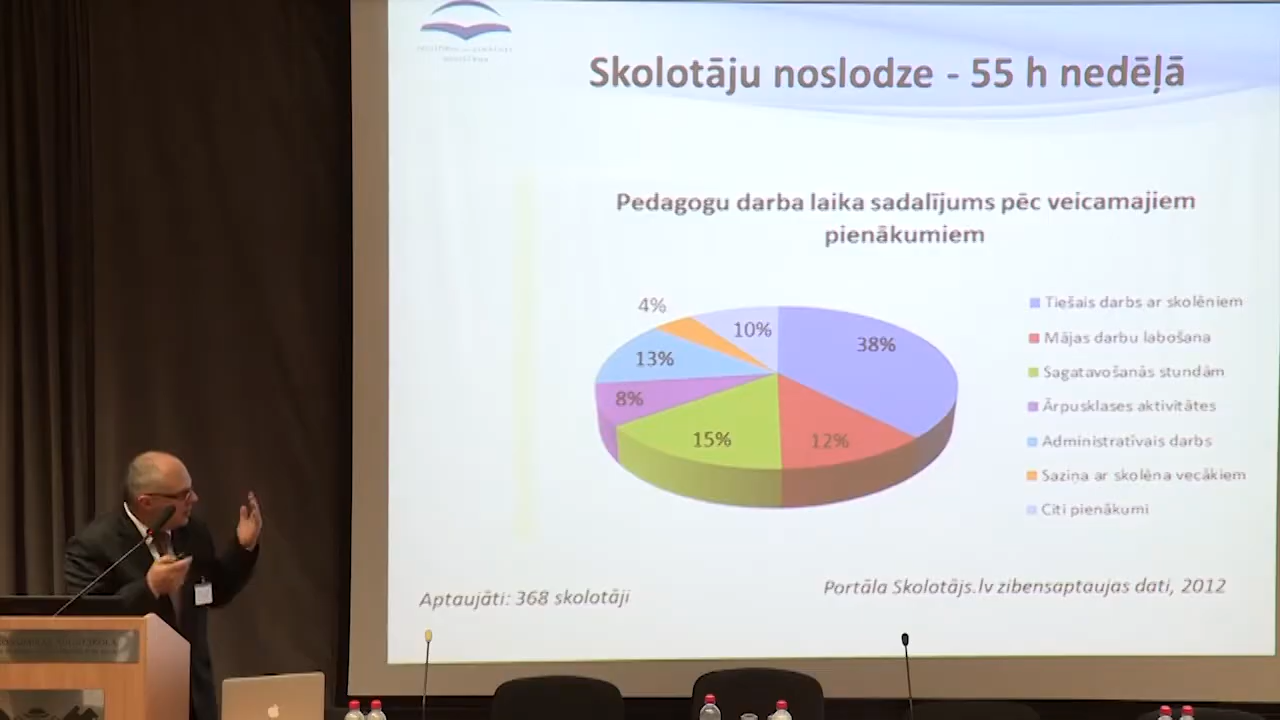 Skolotāju noslodze - 55 h nedēļā
Pedagogu darba laika sadalījums pēc veicamajiem
pienākumiem
4%
10%
38%
13%
8%
15%
12%
Tiešais darbs ar skolēniem
Mājas darbu labošana
Sagatavošanās stundām
Ārpusklases aktivitātes
Administratīvais darbs
Saziņa ar skolēna vecākiem
Citi pienākumi
Aptaujāti: 368 skolotāji
Portāla Skolotājs.lv zibensaptaujas dati, 2012